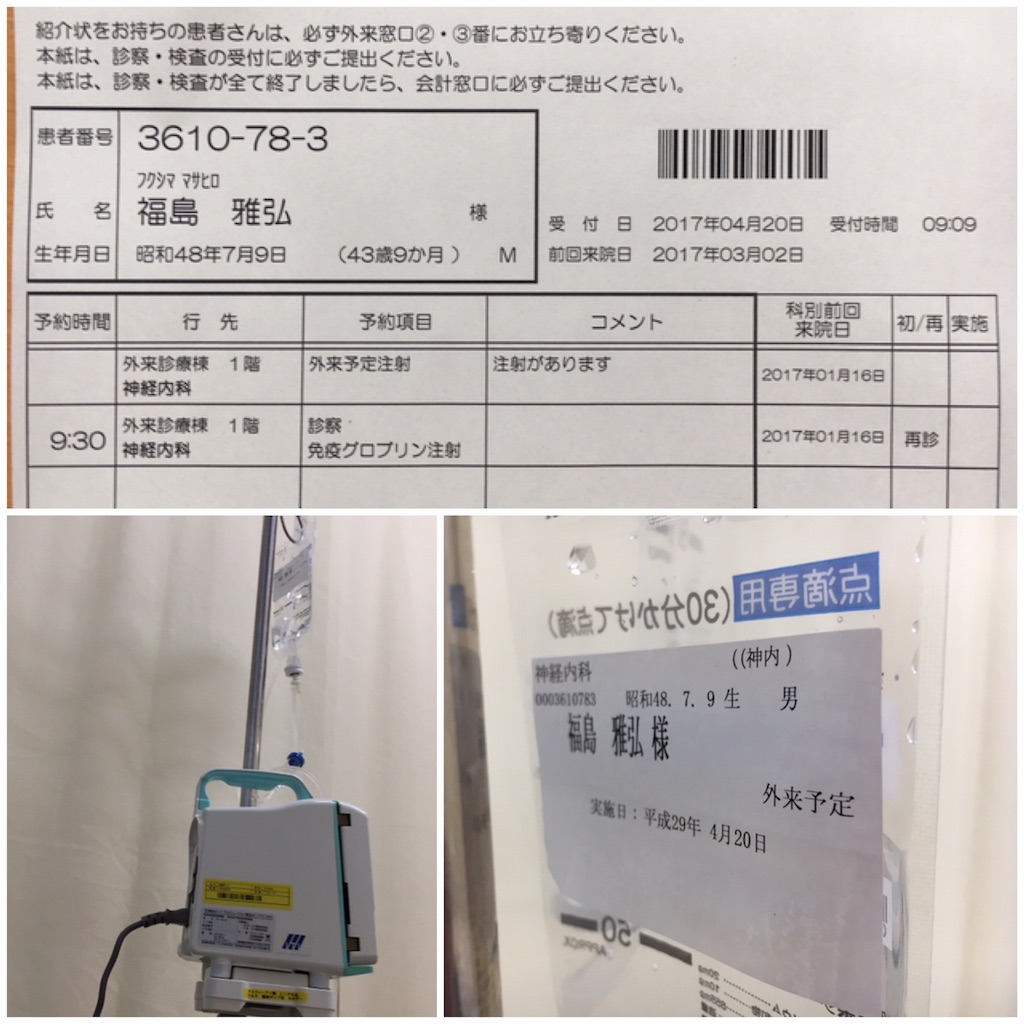 紹介状をお持ちの患者さんは、必ず外来窓口②・③番にお立ち寄りください。
本紙は、診察・検査の受付に必ずご提出ください。
本紙は、診察・検査が全て終了しましたら、会計窓口に必ずご提出ください。
患者番号 3610-78-3
フクシマ マサヒロ
氏 名 福島 雅弘 様
生年月日 昭和48年7月9日 (43歳9か月) M
受 付 日 2017年04月20日 受付時間 09:09
前回来院日 2017年03月02日
予約時間 行 先 予約項目 コメント 科別前回来院日 初/再 実施
外来診療棟 1階 外来予定注射 注射があります 2017年01月16日
神経内科
9:30 外来診療棟 1階 診察 2017年01月16日 再診
神経内科 免疫グロブリン注射
点滴専用 (30分かけて点滴)
((神内)
神経内科
0003610783 昭和48. 7. 9 生 男
福島 雅弘 様
外来予定
実施日：平成29年 4月20日
50
APPROX